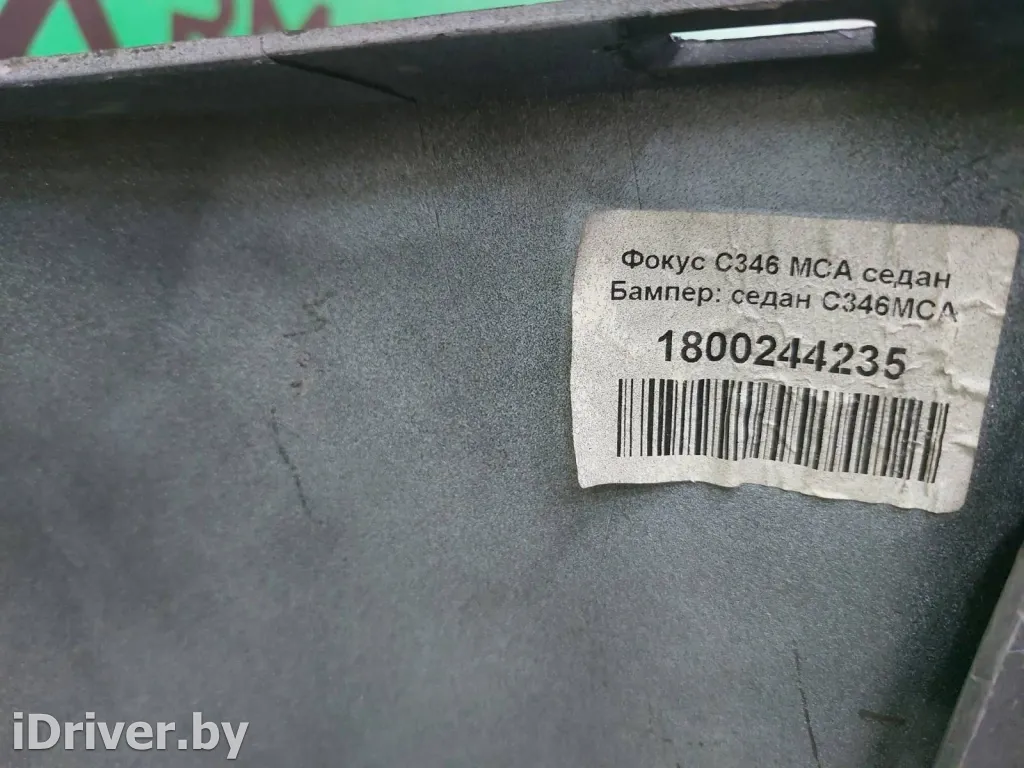 Фокус С346 МСА седан
Бампер: седан С346МСА
1800244235
iDriver.by